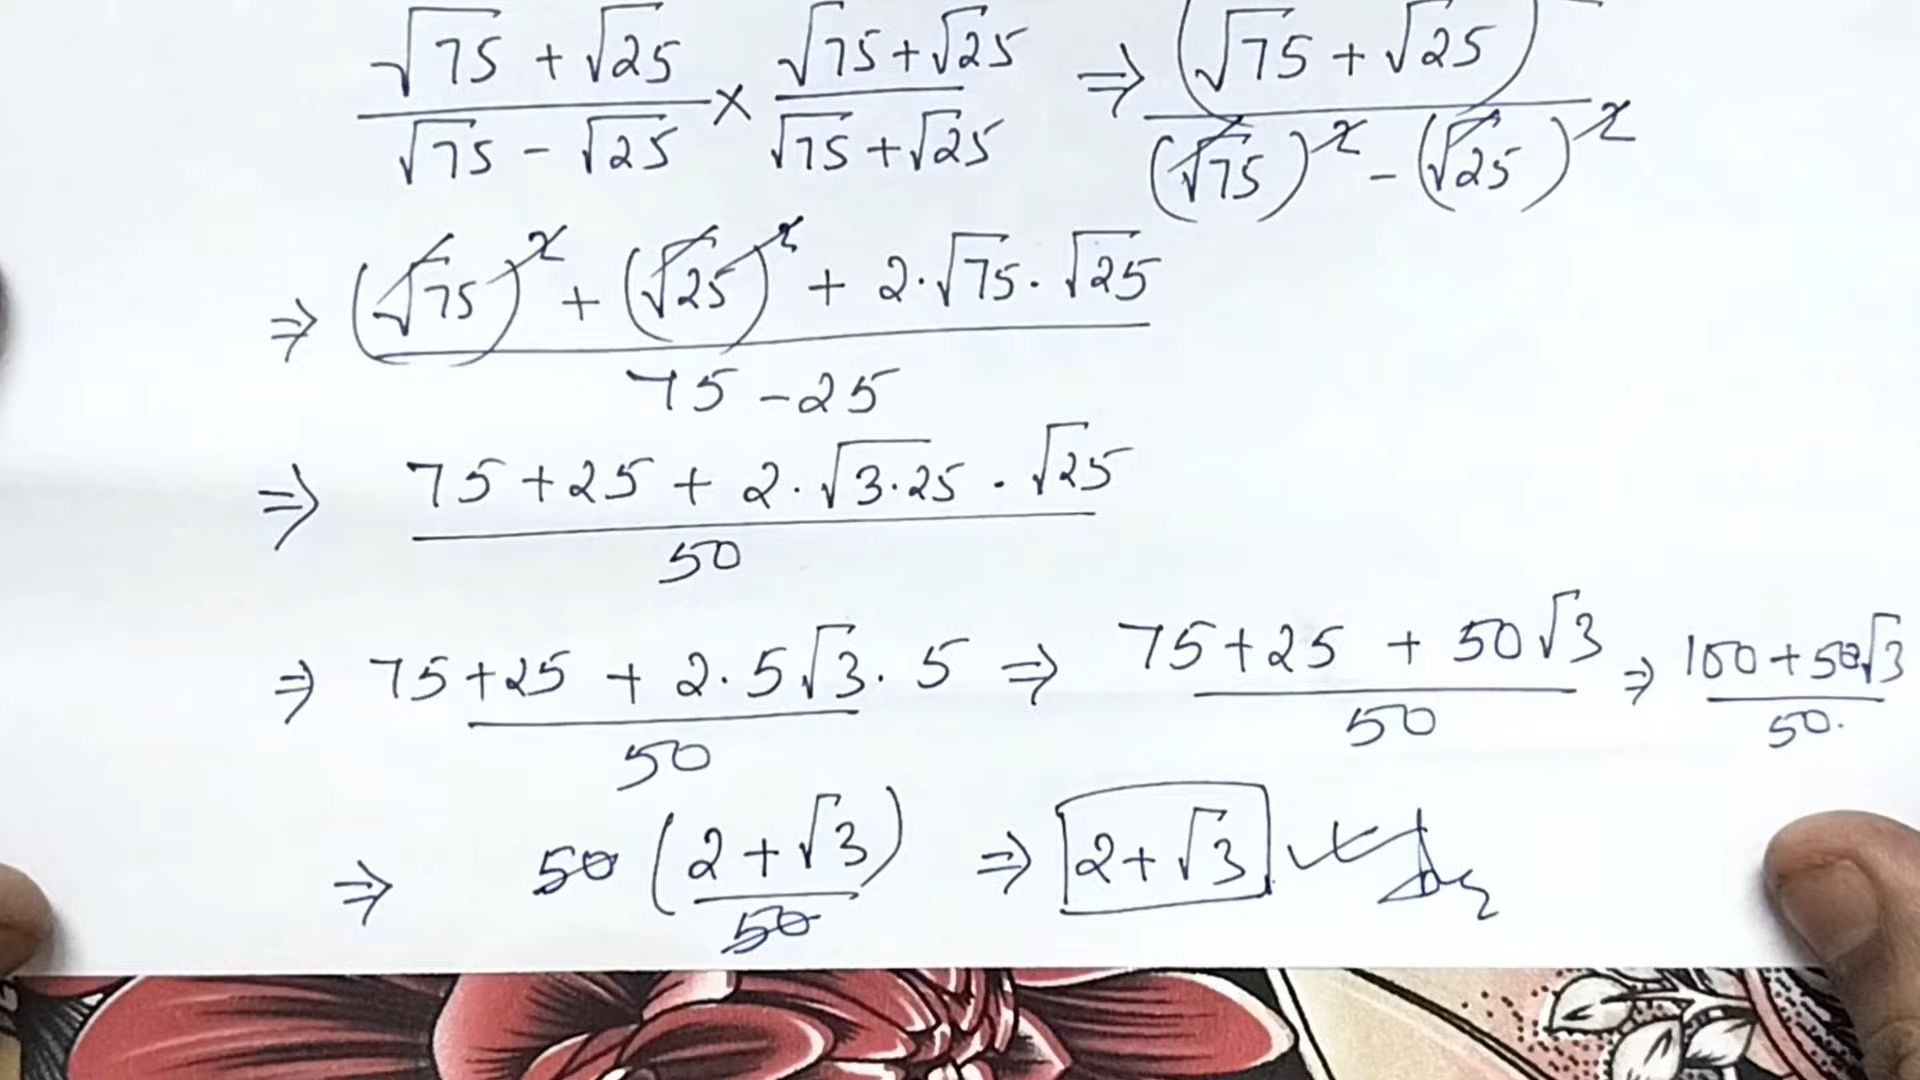 (√75 + √25)/(√75 - √25) × (√75 + √25)/(√75 + √25) ⇒ (√75 + √25)/((√75)² - (√25)²)
⇒ ((√75)² + (√25)² + 2·√75·√25)/(75 - 25)
⇒ (75 + 25 + 2·√3·25·√25)/50
⇒ (75 + 25 + 2·5√3·5)/50 ⇒ (75 + 25 + 50√3)/50 ⇒ (100 + 50√3)/50.
⇒ 50(2 + √3)/50 ⇒ 2 + √3